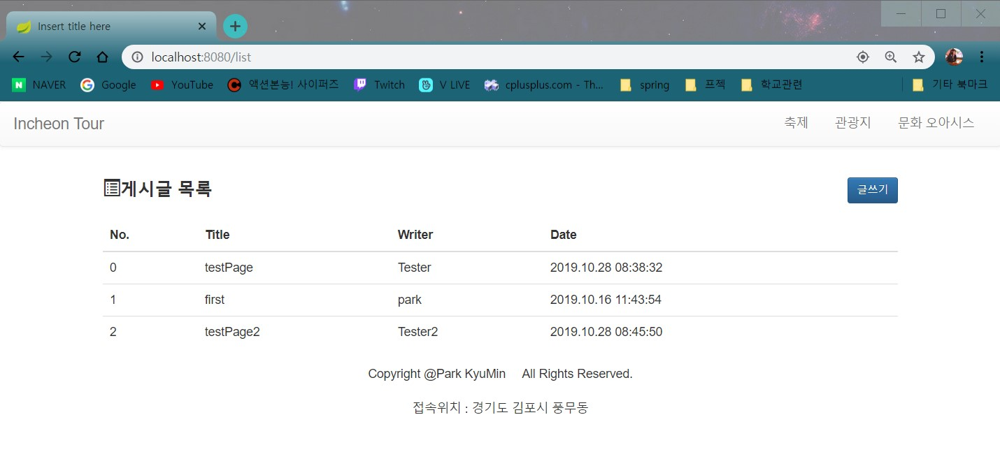 Insert title here
localhost:8080/list
NAVER Google YouTube 액션본능! 사이퍼즈 Twitch V LIVE cplusplus.com - Th... spring 프젝 학교관련 기타 북마크
Incheon Tour 축제 관광지 문화 오아시스
게시글 목록 글쓰기
No. Title Writer Date
0 testPage Tester 2019.10.28 08:38:32
1 first park 2019.10.16 11:43:54
2 testPage2 Tester2 2019.10.28 08:45:50
Copyright @Park KyuMin All Rights Reserved.
접속위치 : 경기도 김포시 풍무동